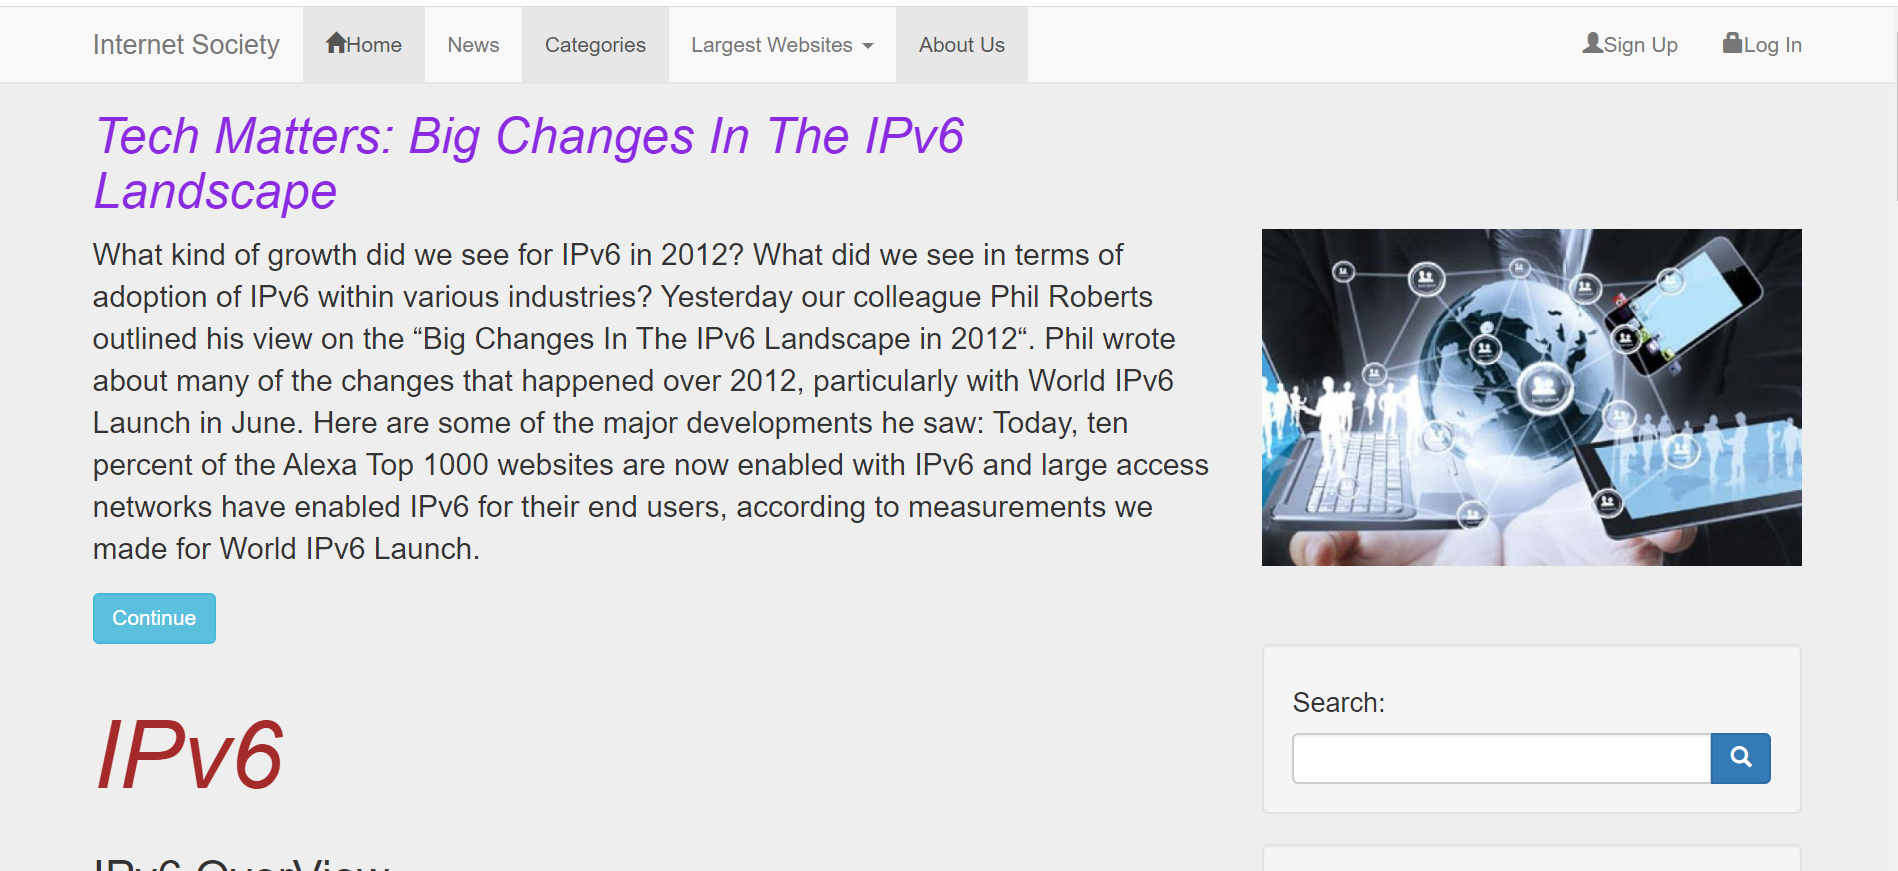 Internet Society Home News Categories Largest Websites About Us Sign Up Log In
Tech Matters: Big Changes In The IPv6
Landscape
What kind of growth did we see for IPv6 in 2012? What did we see in terms of
adoption of IPv6 within various industries? Yesterday our colleague Phil Roberts
outlined his view on the “Big Changes In The IPv6 Landscape in 2012“. Phil wrote
about many of the changes that happened over 2012, particularly with World IPv6
Launch in June. Here are some of the major developments he saw: Today, ten
percent of the Alexa Top 1000 websites are now enabled with IPv6 and large access
networks have enabled IPv6 for their end users, according to measurements we
made for World IPv6 Launch.
Continue
Search:
IPv6
IPv6 OverView